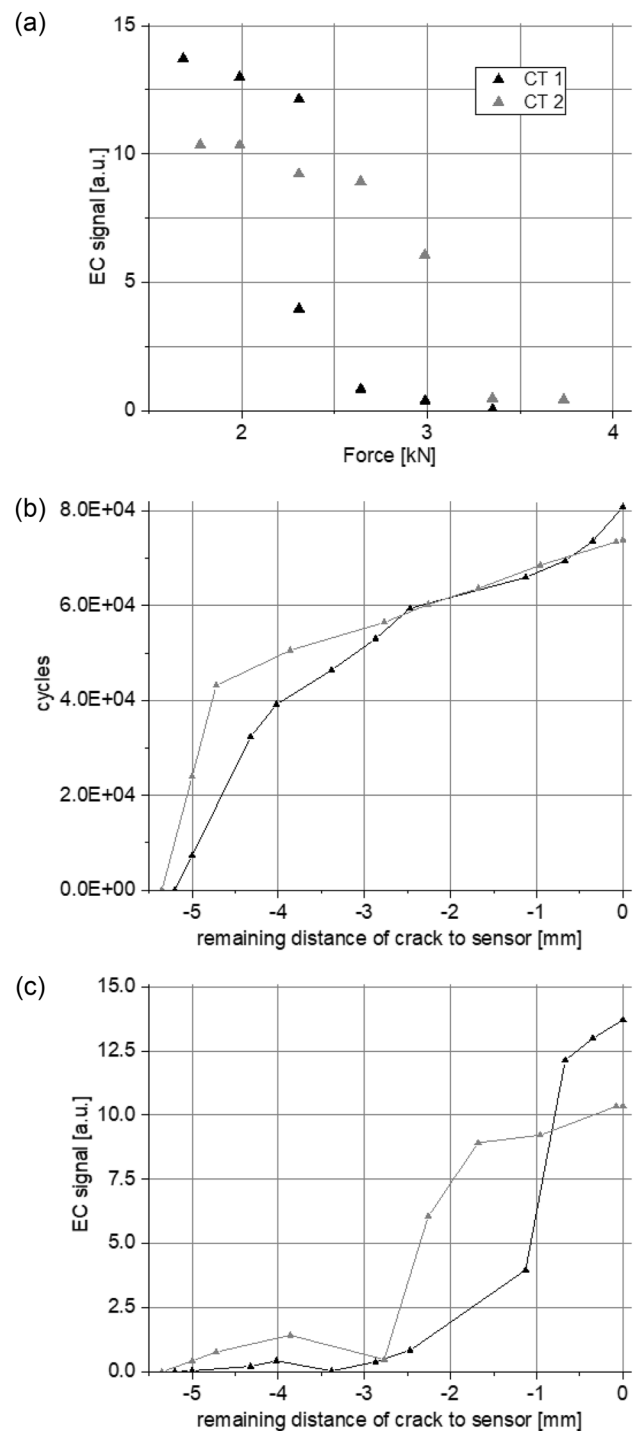 (a)
15
10
5
0
EC signal [a.u.]
CT 1
CT 2
2
3
4
Force [kN]
(b)
8.0E+04
6.0E+04
4.0E+04
2.0E+04
0.0E+00
cycles
-5
-4
-3
-2
-1
0
remaining distance of crack to sensor [mm]
(c)
15.0
12.5
10.0
7.5
5.0
2.5
0.0
EC signal [a.u.]
-5
-4
-3
-2
-1
0
remaining distance of crack to sensor [mm]